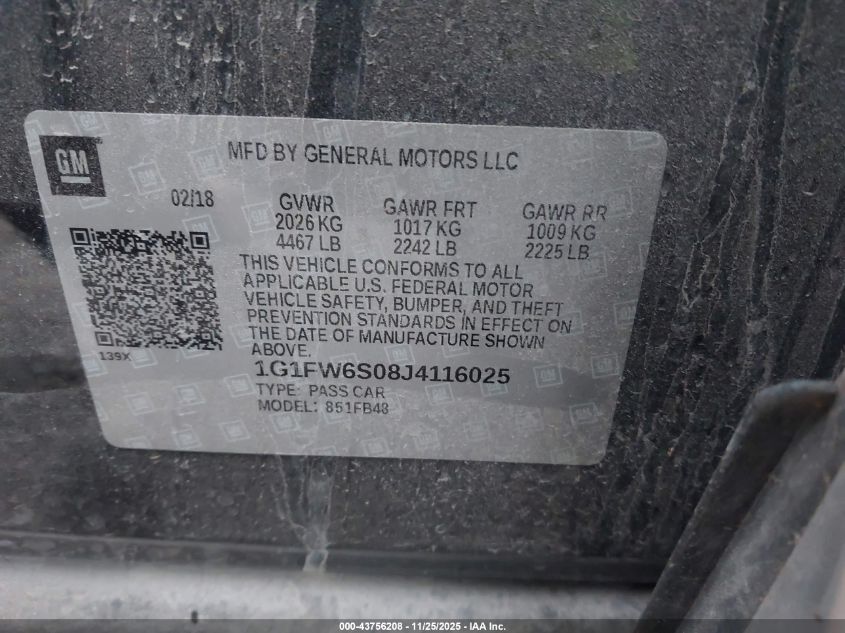 GM
MFD BY GENERAL MOTORS LLC
02/18
GVWR
2026 KG
4467 LB
GAWR FRT
1017 KG
2242 LB
GAWR RR
1009 KG
2225 LB
THIS VEHICLE CONFORMS TO ALL
APPLICABLE U.S. FEDERAL MOTOR
VEHICLE SAFETY, BUMPER, AND THEFT
PREVENTION STANDARDS IN EFFECT ON
THE DATE OF MANUFACTURE SHOWN
ABOVE.
139X
1G1FW6S08J4116025
TYPE: PASS CAR
MODEL: 851FB48
000-43756208 - 11/25/2025 - IAA Inc.